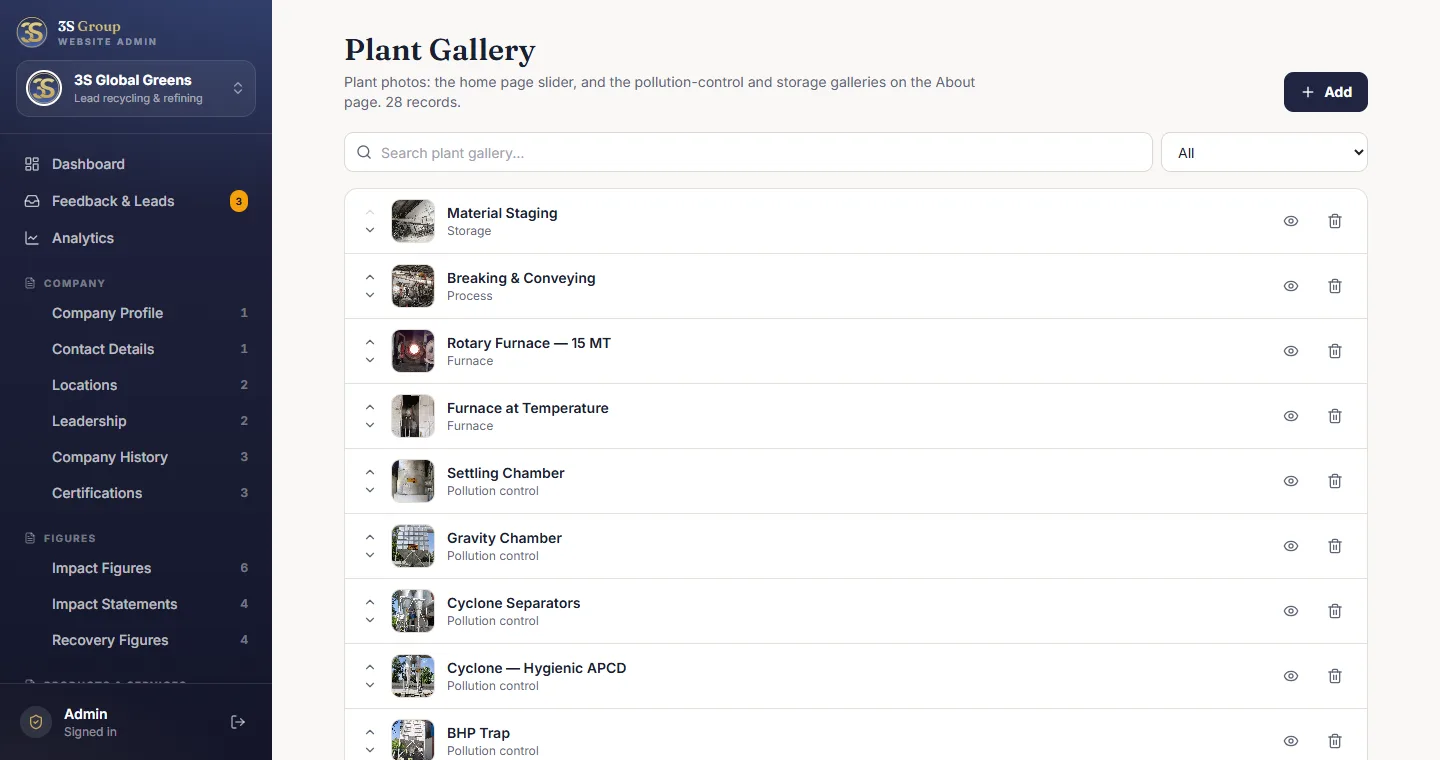 3S Group
WEBSITE ADMIN
3S Global Greens
Lead recycling & refining
Dashboard
Feedback & Leads 3
Analytics
COMPANY
Company Profile 1
Contact Details 1
Locations 2
Leadership 2
Company History 3
Certifications 3
FIGURES
Impact Figures 6
Impact Statements 4
Recovery Figures 4
Admin
Signed in
Plant Gallery
Plant photos: the home page slider, and the pollution-control and storage galleries on the About
page. 28 records.
Add
Search plant gallery...
All
Material Staging
Storage
Breaking & Conveying
Process
Rotary Furnace — 15 MT
Furnace
Furnace at Temperature
Furnace
Settling Chamber
Pollution control
Gravity Chamber
Pollution control
Cyclone Separators
Pollution control
Cyclone — Hygienic APCD
Pollution control
BHP Trap
Pollution control